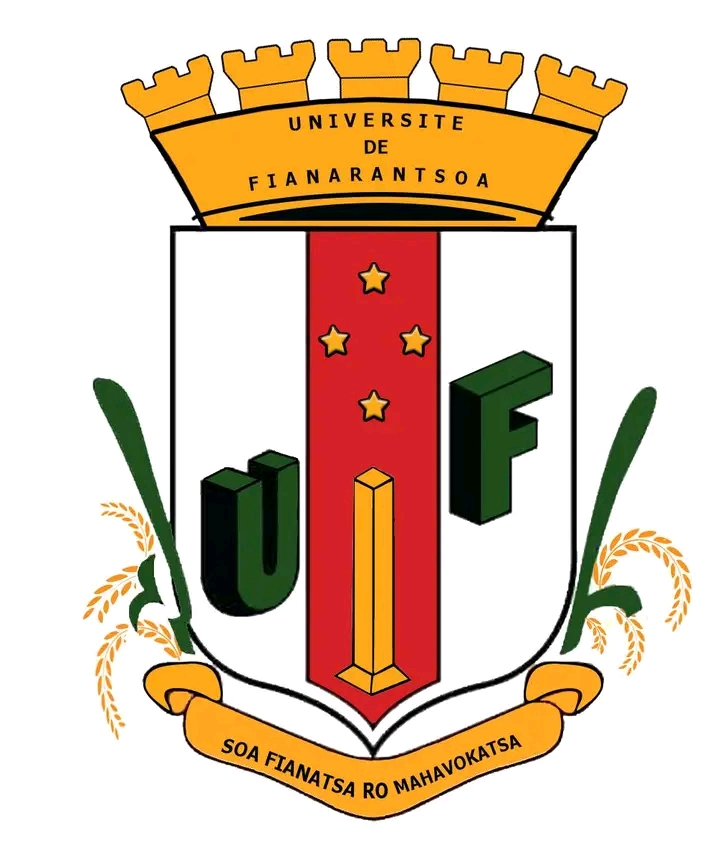 UNIVERSITE
DE
FIANARANTSOA
U F
SOA FIANATSA RO MAHAVOKATSA